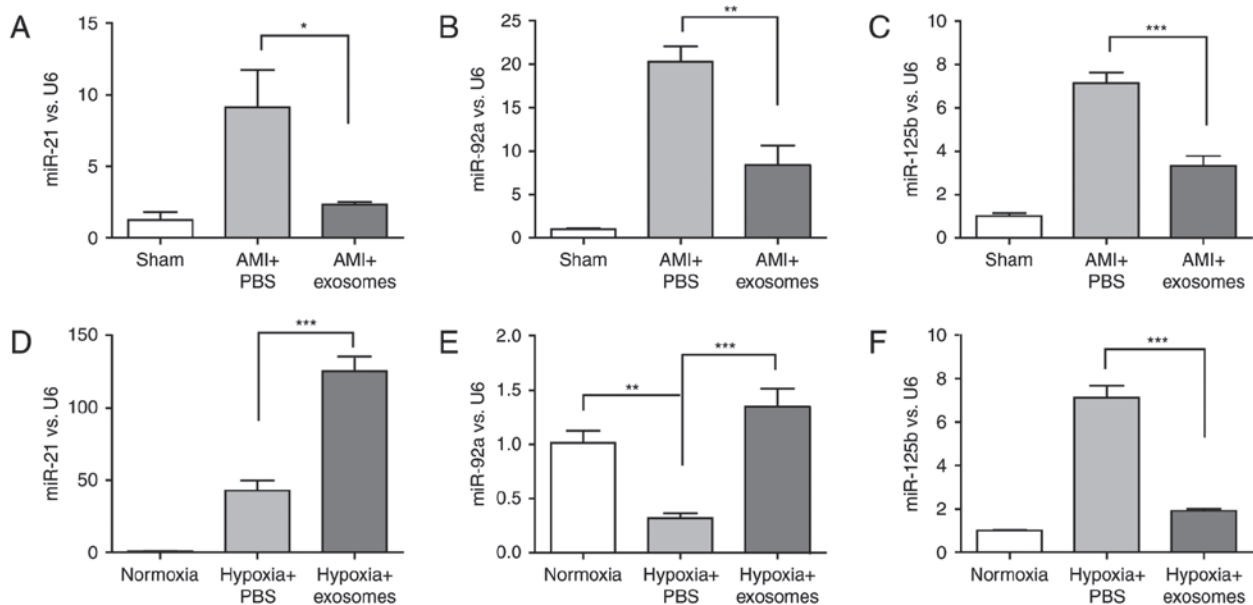 A
miR-21 vs. U6
15
10
5
0
*
Sham
AMI+
PBS
AMI+
exosomes
B
miR-92a vs. U6
25
20
15
10
5
0
**
Sham
AMI+
PBS
AMI+
exosomes
C
miR-125b vs. U6
10
8
6
4
2
0
***
Sham
AMI+
PBS
AMI+
exosomes
D
miR-21 vs. U6
150
100
50
0
***
Normoxia
Hypoxia+
PBS
Hypoxia+
exosomes
E
miR-92a vs. U6
2.0
1.5
1.0
0.5
0.0
**
***
Normoxia
Hypoxia+
PBS
Hypoxia+
exosomes
F
miR-125b vs. U6
10
8
6
4
2
0
***
Normoxia
Hypoxia+
PBS
Hypoxia+
exosomes